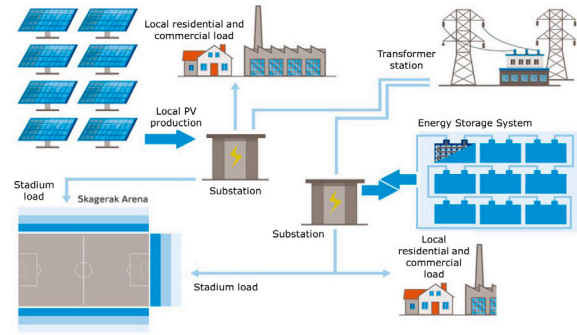 Local residential and
commercial load
Transformer
station
Local PV
production
Energy Storage System
Substation
Stadium
load
Skagerak Arena
Substation
Local
residential and
commercial
load
Stadium load